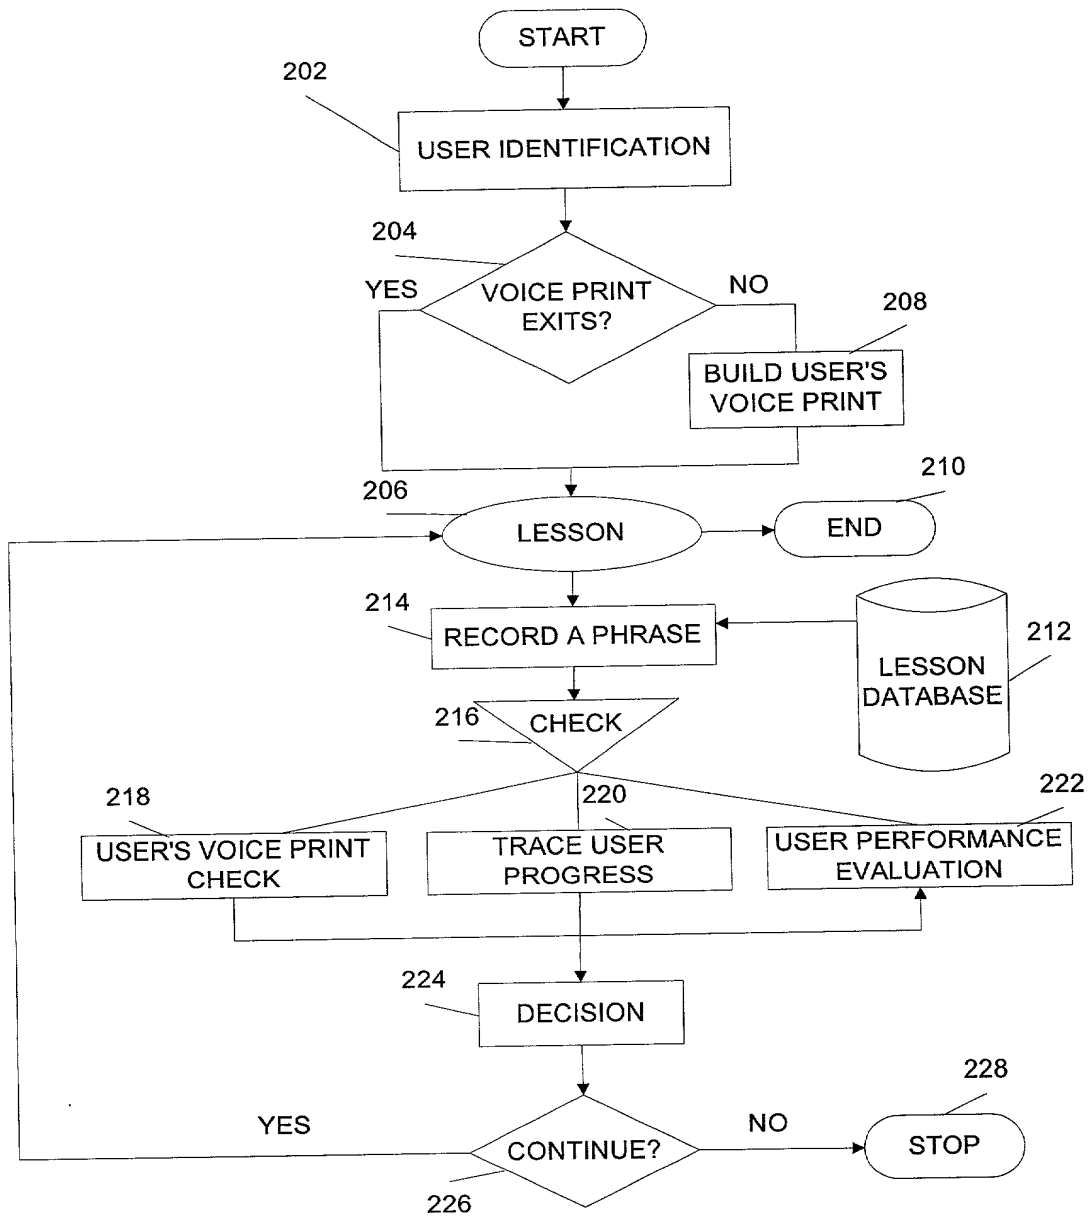 START
202
USER IDENTIFICATION
204
YES
NO
VOICE PRINT
EXITS?
208
BUILD USER'S
VOICE PRINT
206
LESSON
210
END
214
RECORD A PHRASE
212
LESSON
DATABASE
216
CHECK
218
USER'S VOICE PRINT
CHECK
220
TRACE USER
PROGRESS
222
USER PERFORMANCE
EVALUATION
224
DECISION
YES
CONTINUE?
226
NO
228
STOP